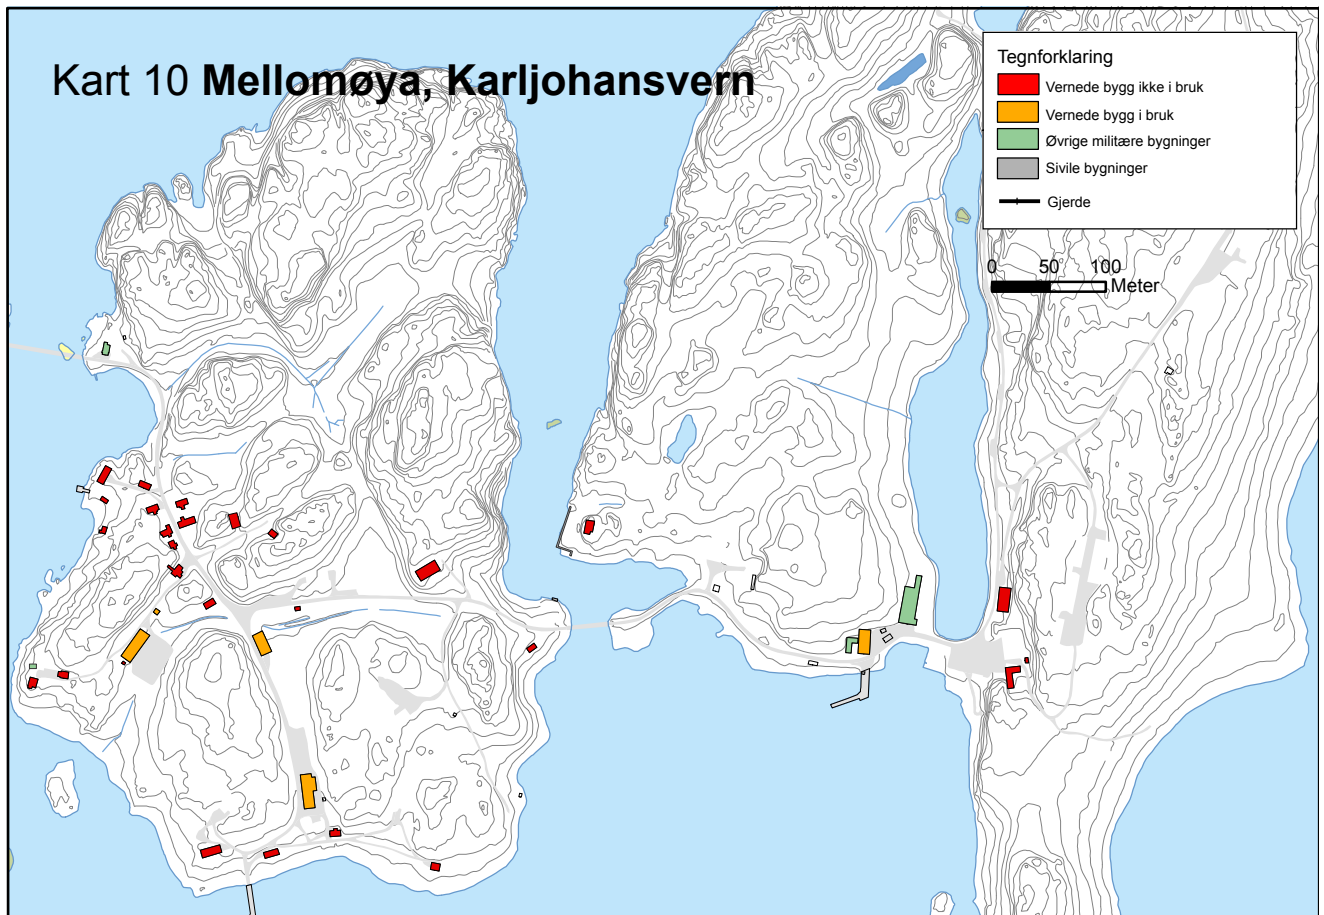 Kart 10 Mellomøya, Karljohansvern
Tegnforklaring
Vernede bygg ikke i bruk
Vernede bygg i bruk
Øvrige militære bygninger
Sivile bygninger
Gjerde
0 50 100
Meter